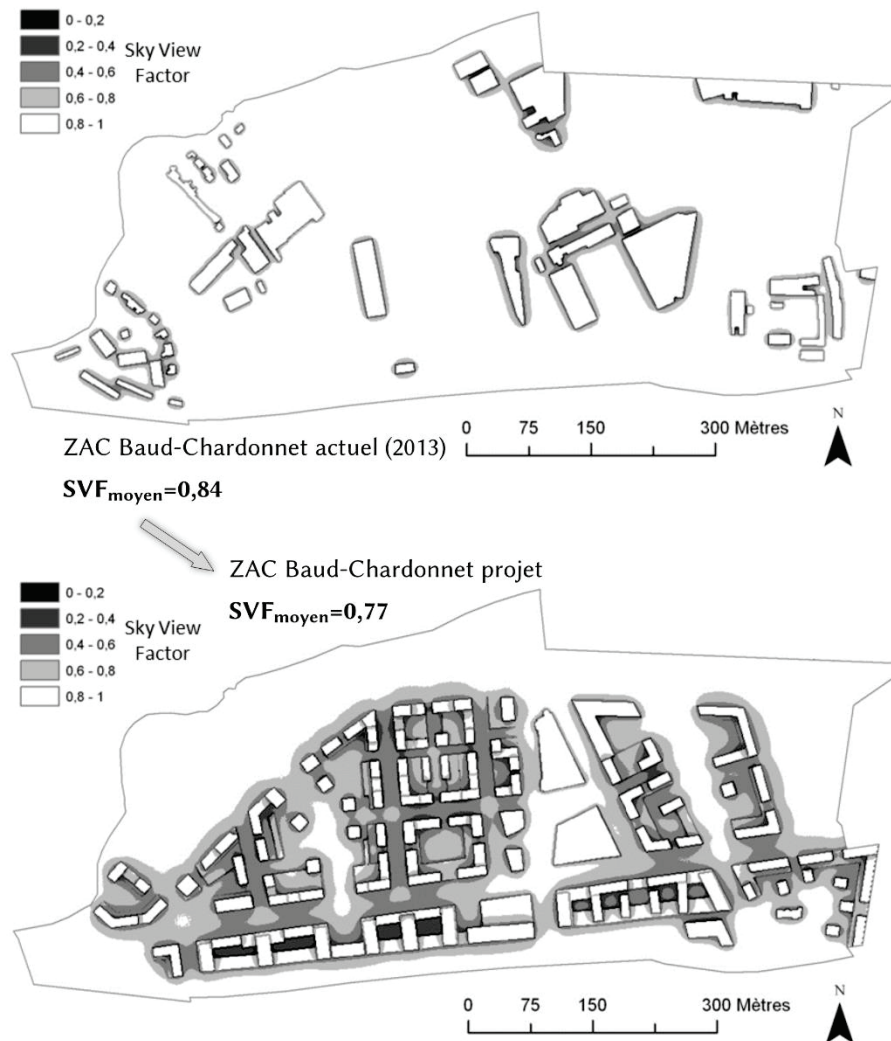 0 - 0,2
0,2 - 0,4
0,4 - 0,6
0,6 - 0,8
0,8 - 1
Sky View
Factor
0 75 150 300 Mètres
N
ZAC Baud-Chardonnet actuel (2013)
SVFmoyen=0,84
ZAC Baud-Chardonnet projet
SVFmoyen=0,77
0 - 0,2
0,2 - 0,4
0,4 - 0,6
0,6 - 0,8
0,8 - 1
Sky View
Factor
0 75 150 300 Mètres
N